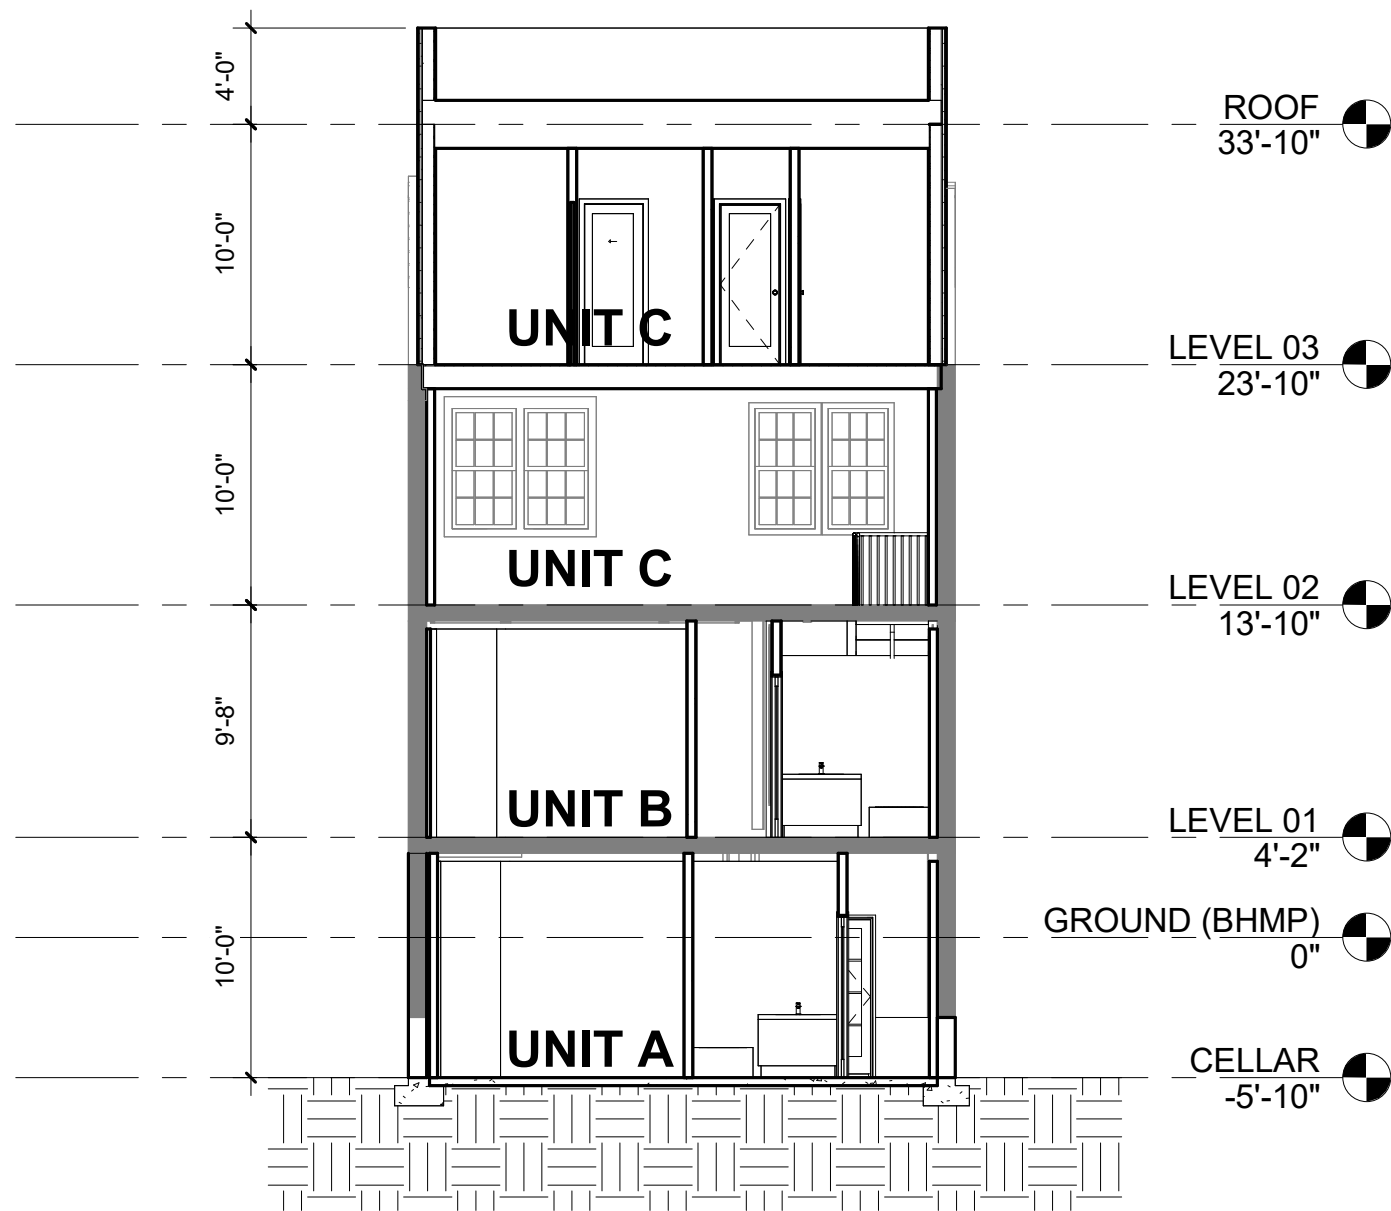 4'-0"
ROOF
33'-10"
10'-0"
UNIT C
LEVEL 03
23'-10"
10'-0"
UNIT C
LEVEL 02
13'-10"
9'-8"
UNIT B
LEVEL 01
4'-2"
GROUND (BHMP)
0"
10'-0"
UNIT A
CELLAR
-5'-10"